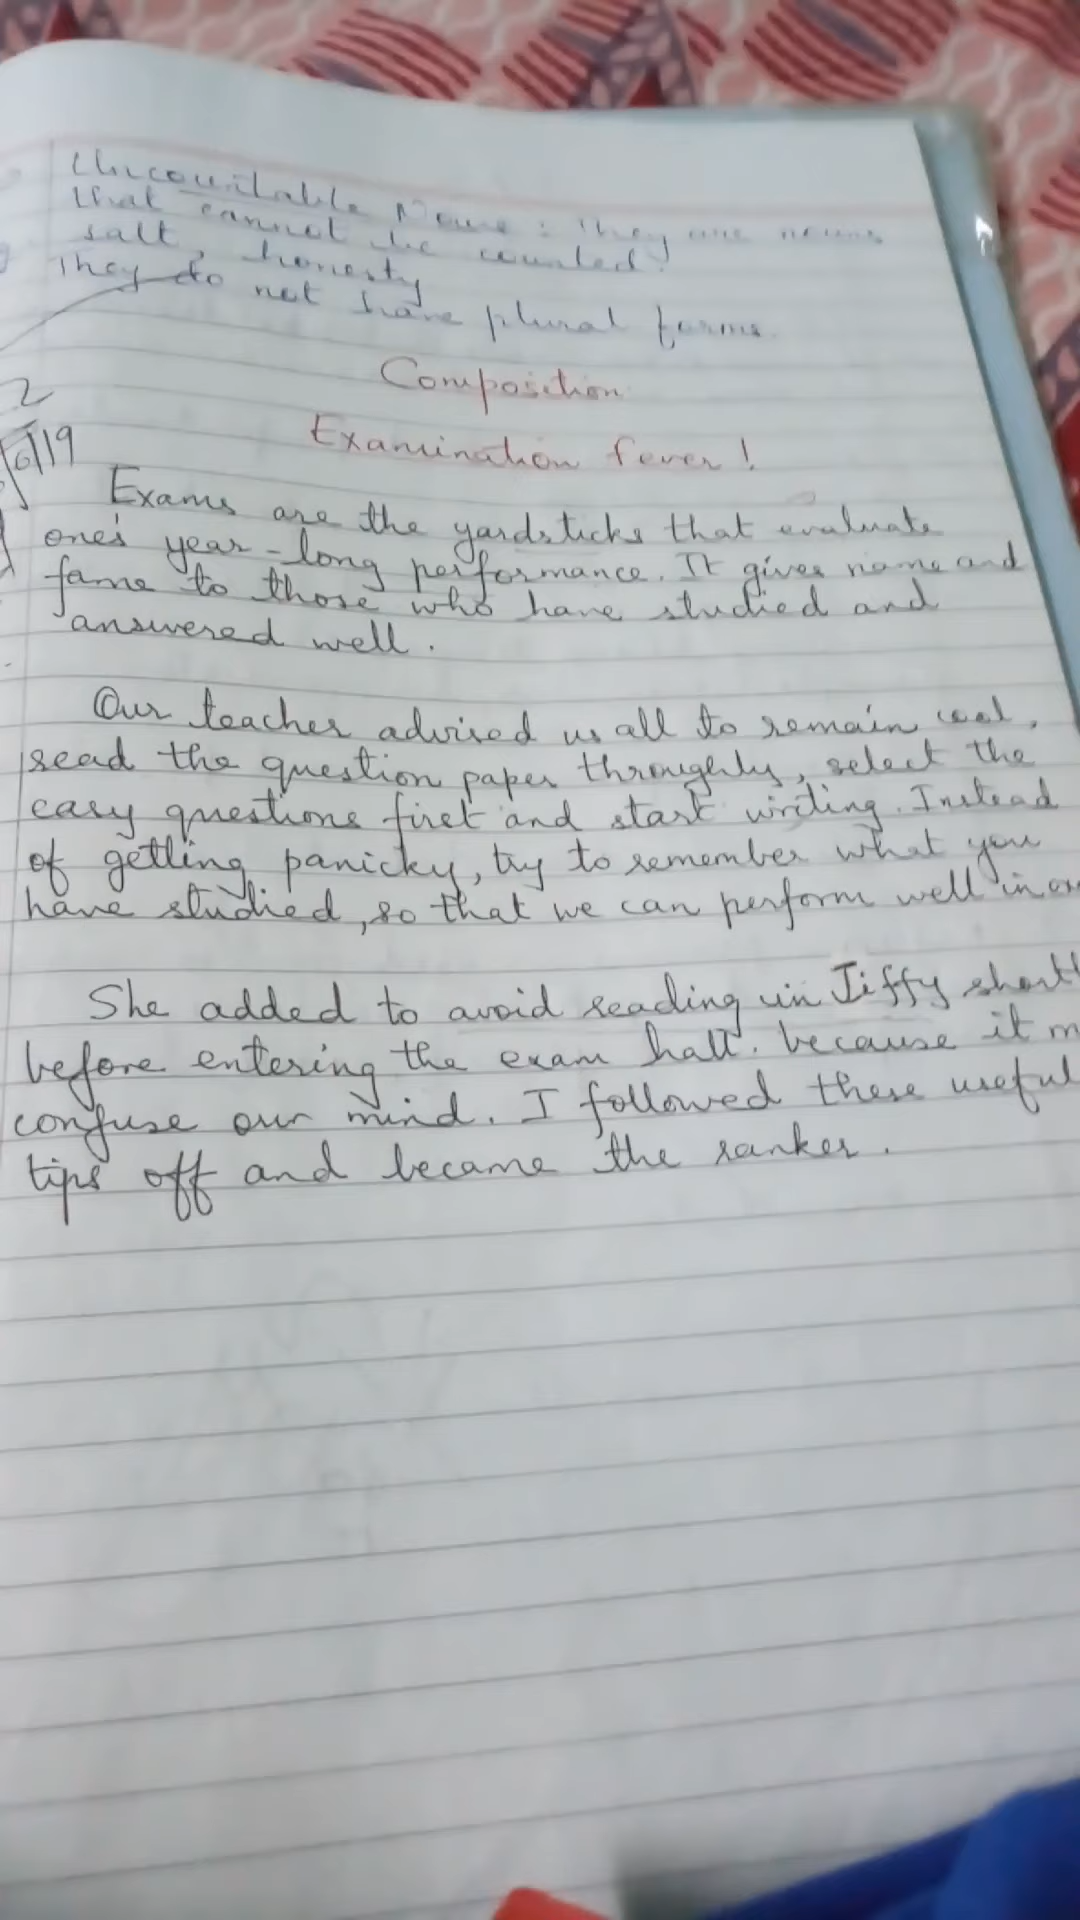 Uncountable Noun : They are nouns
that cannot be counted!
salt, honesty
They do not have plural forms.
Composition
Examination fever!
2
6/19
Exams are the yardsticks that evaluate
one's year-long performance. It gives name and
fame to those who have studied and
answered well.
Our teacher advised us all to remain cool,
read the question paper throughly, select the
easy questions first and start writing. Instead
of getting panicky, try to remember what you
have studied, so that we can perform well in
She added to avoid reading in Jiffy
before entering the exam hall. because it
confuse our mind. I followed these useful
tips off and became the ranker.